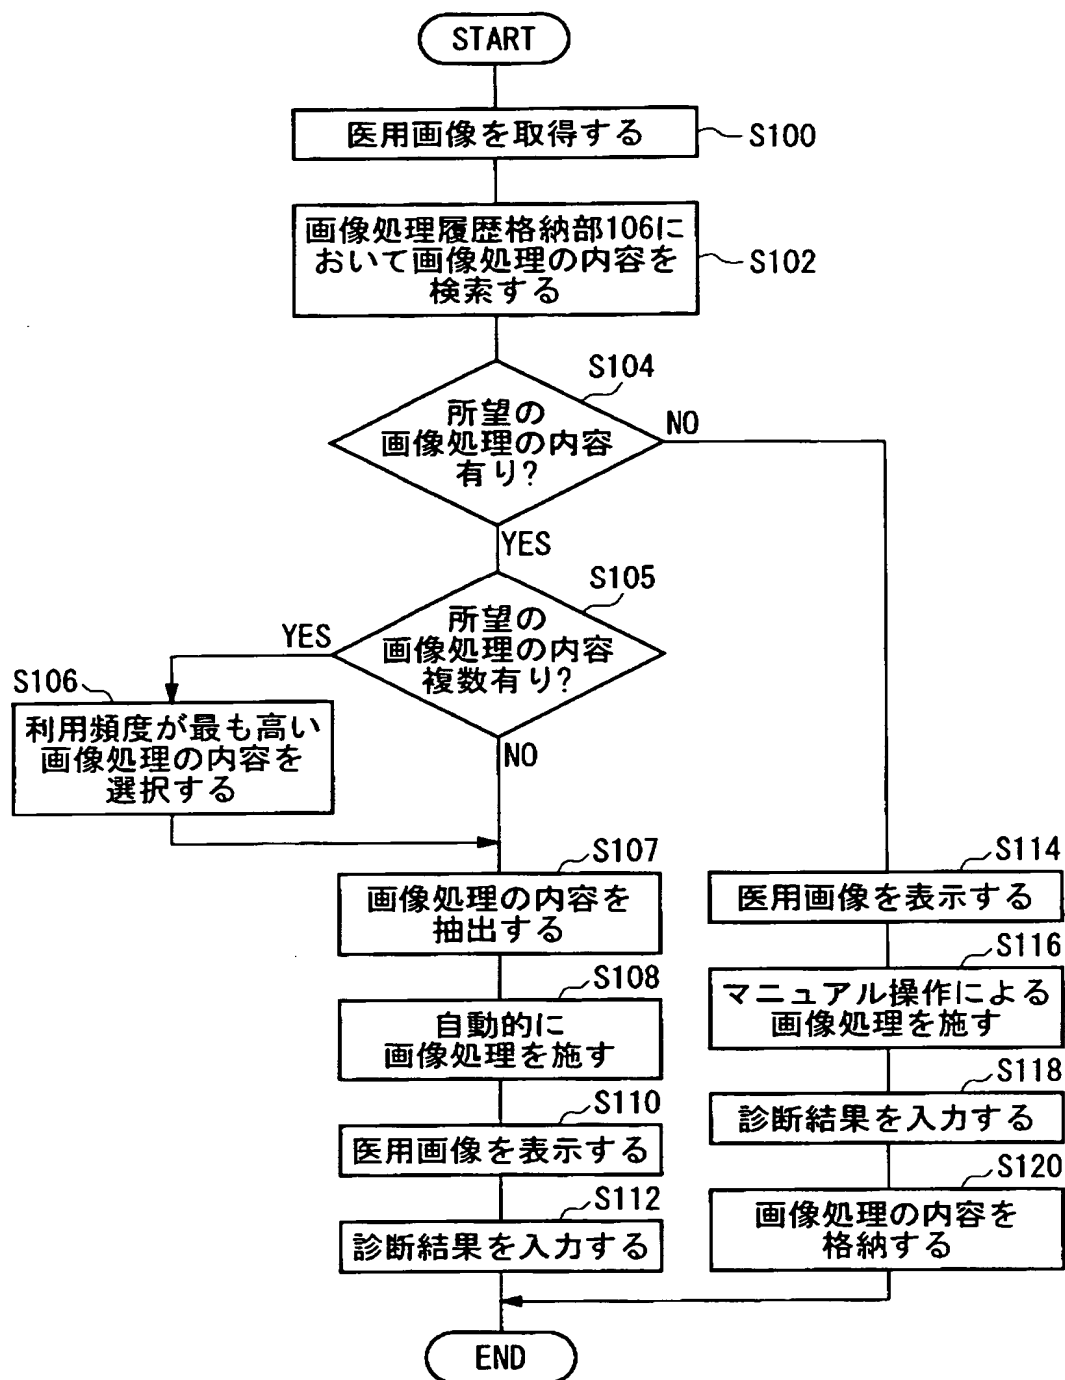 START
医用画像を取得する
S100
画像処理履歴格納部106に
おいて画像処理の内容を
検索する
S102
S104
所望の
画像処理の内容
有り?
NO
YES
S105
所望の
画像処理の内容
複数有り?
YES
NO
S106
利用頻度が最も高い
画像処理の内容を
選択する
S107
画像処理の内容を
抽出する
S108
自動的に
画像処理を施す
S110
医用画像を表示する
S112
診断結果を入力する
S114
医用画像を表示する
S116
マニュアル操作による
画像処理を施す
S118
診断結果を入力する
S120
画像処理の内容を
格納する
END